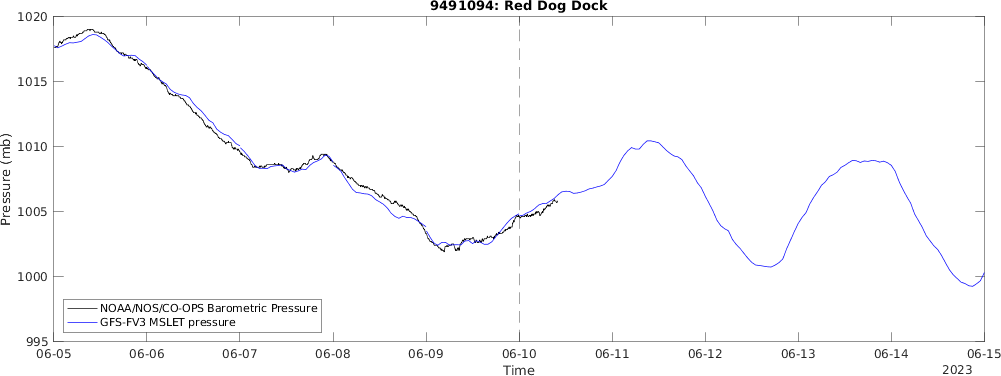 9491094: Red Dog Dock
Pressure (mb)
1020
1015
1010
1005
1000
995
NOAA/NOS/CO-OPS Barometric Pressure
GFS-FV3 MSLET pressure
06-05 06-06 06-07 06-08 06-09 06-10 06-11 06-12 06-13 06-14 06-15
Time
2023